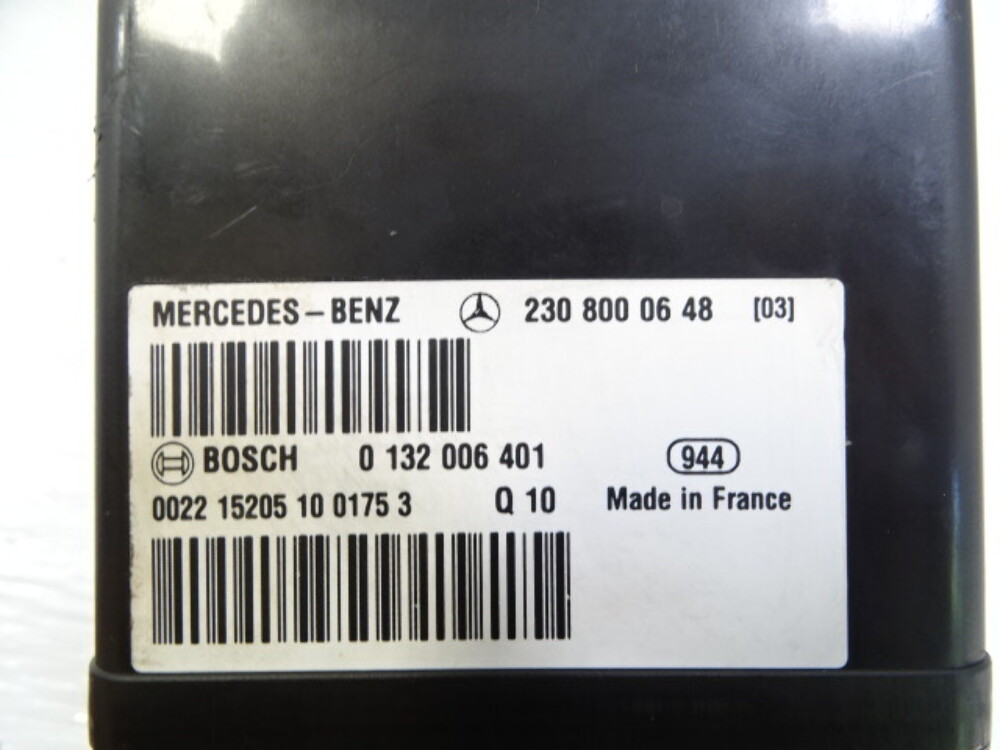 MERCEDES-BENZ 230 800 06 48 [03]
BOSCH 0 132 006 401 944
0022 15205 10 0175 3 Q 10 Made in France